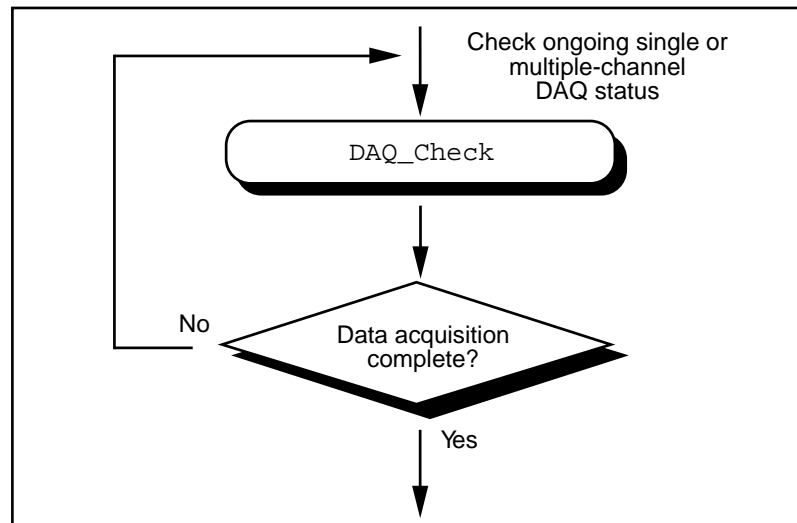 Check ongoing single or
multiple-channel
DAQ status
DAQ_Check
No
Data acquisition
complete?
Yes